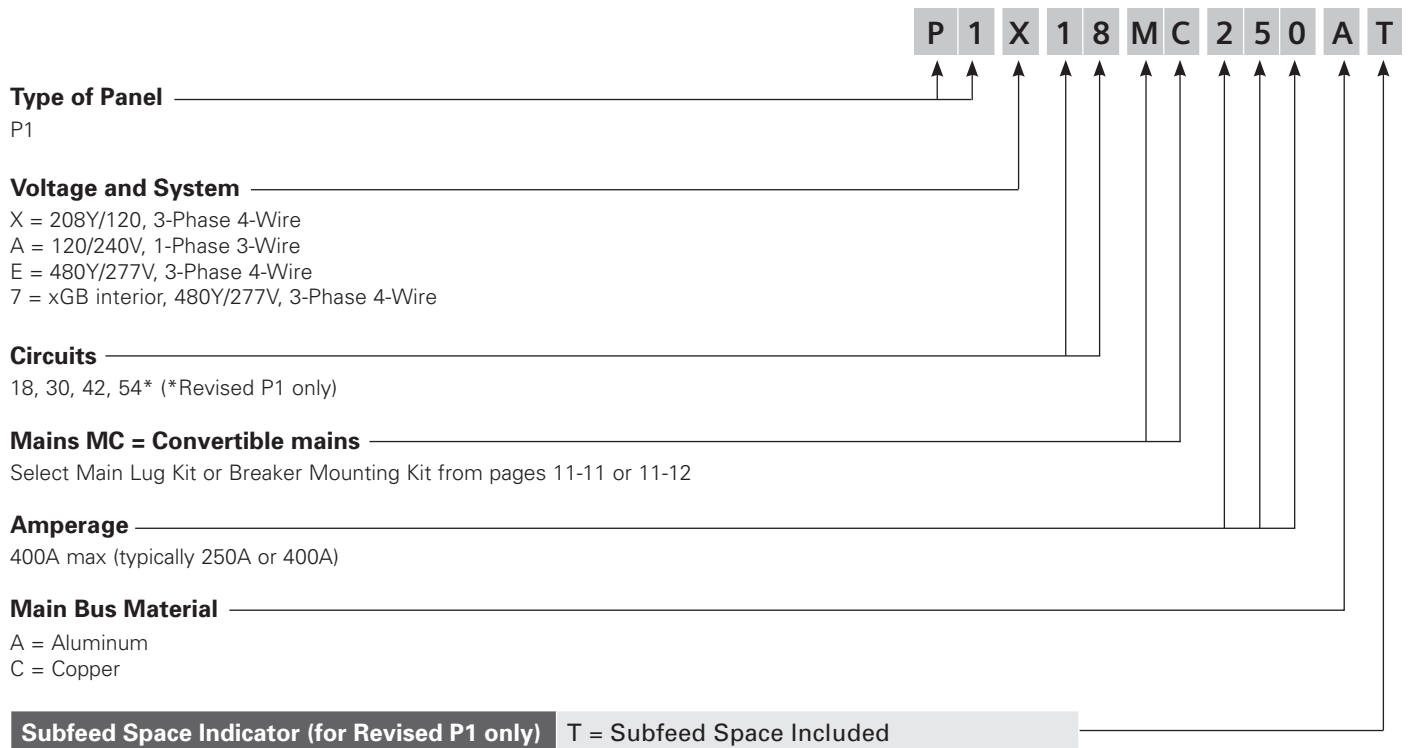 P 1 X 1 8 M C 2 5 0 A T
Type of Panel
P1
Voltage and System
X = 208Y/120, 3-Phase 4-Wire
A = 120/240V, 1-Phase 3-Wire
E = 480Y/277V, 3-Phase 4-Wire
7 = xGB interior, 480Y/277V, 3-Phase 4-Wire
Circuits
18, 30, 42, 54* (*Revised P1 only)
Mains MC = Convertible mains
Select Main Lug Kit or Breaker Mounting Kit from pages 11-11 or 11-12
Amperage
400A max (typically 250A or 400A)
Main Bus Material
A = Aluminum
C = Copper
Subfeed Space Indicator (for Revised P1 only) T = Subfeed Space Included